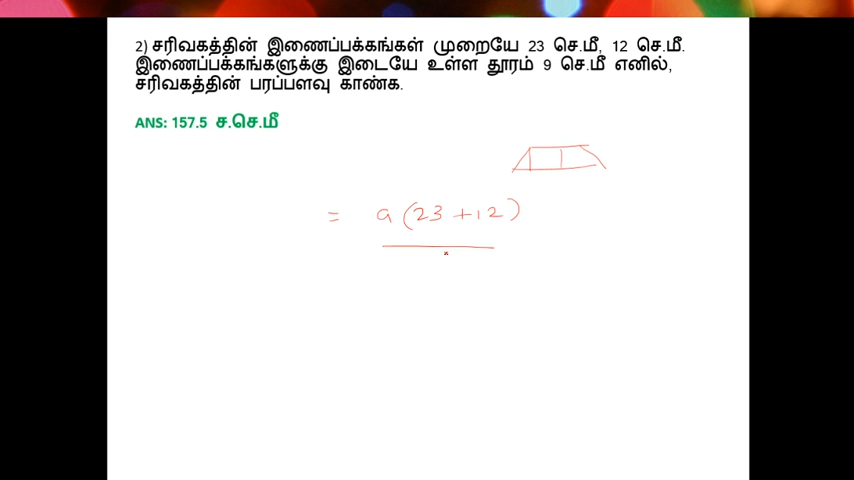 2) சரிவகத்தின் இணைப்பக்கங்கள் முறையே 23 செ.மீ, 12 செ.மீ.
இணைப்பக்கங்களுக்கு இடையே உள்ள தூரம் 9 செ.மீ எனில்,
சரிவகத்தின் பரப்பளவு காண்க.
ANS: 157.5 ச.செ.மீ
= 9 (23 + 12)